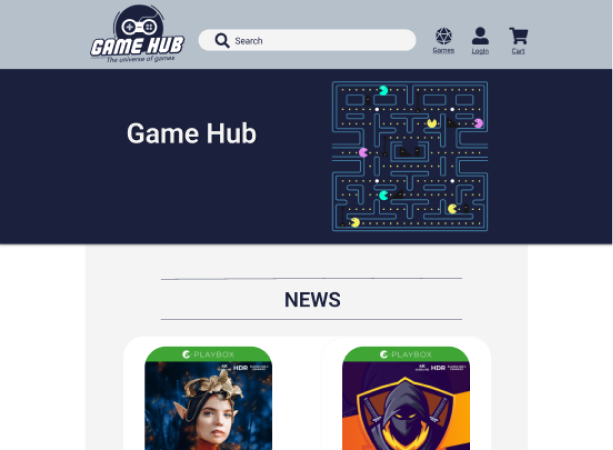 GAME HUB
The universe of games
Search
Games
Login
Cart
Game Hub
NEWS
PLAYBOX
HDR
PLAYBOX
HDR